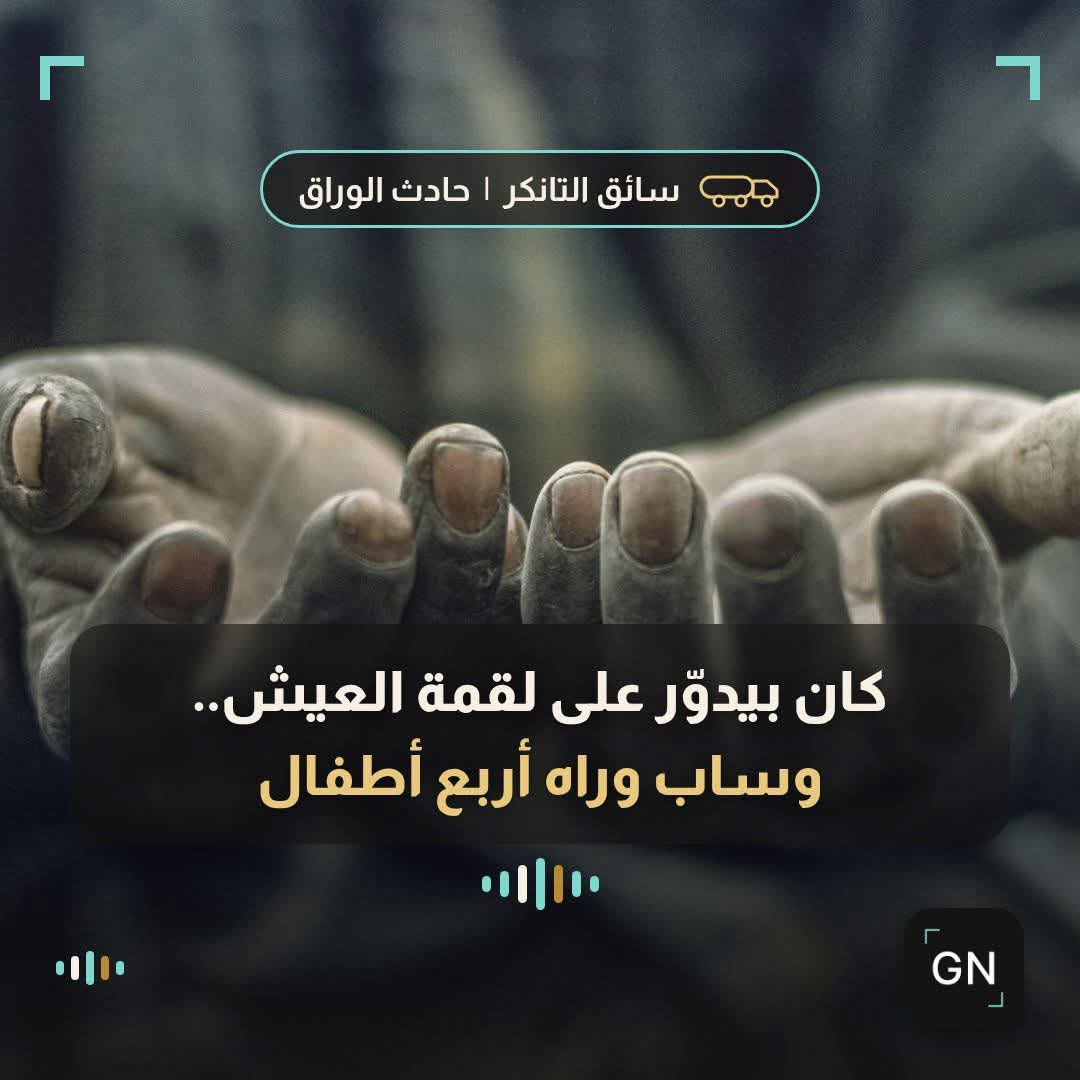 سائق التانكر | حادث الوراق
كان بيدوّر على لقمة العيش..
وساب وراه أربع أطفال
GN